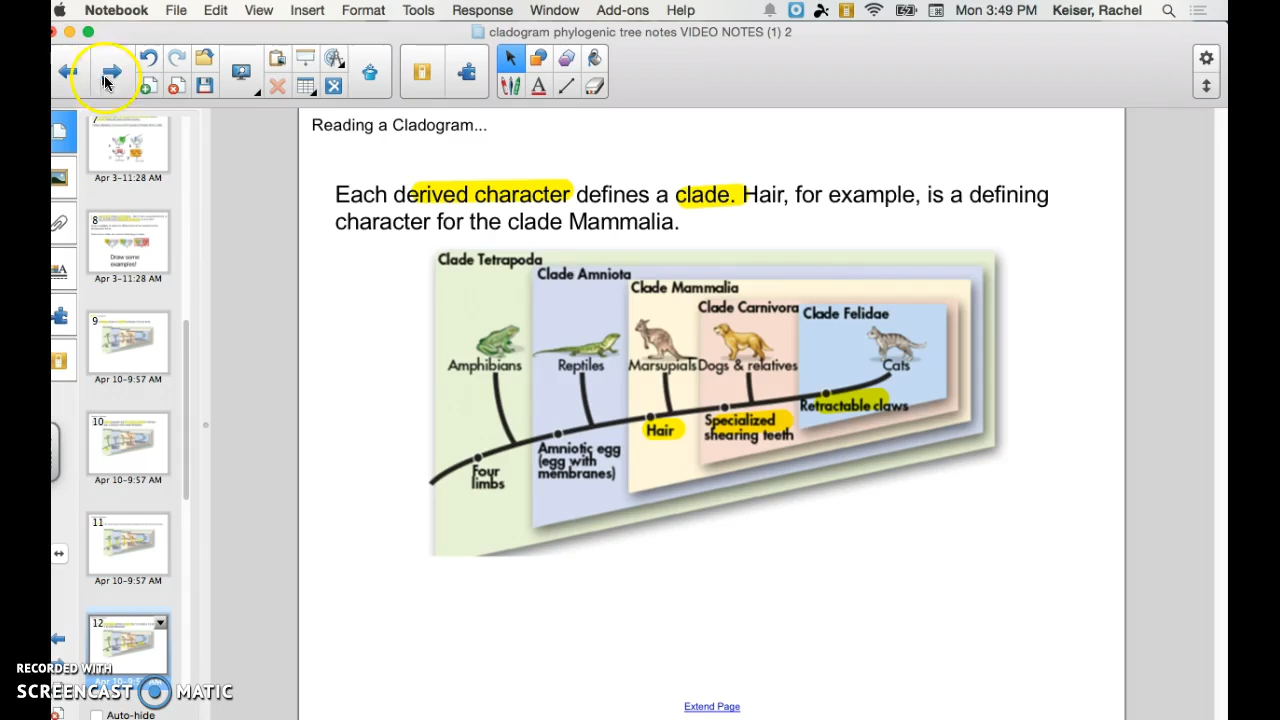 Notebook File Edit View Insert Format Tools Response Window Add-ons Help Mon 3:49 PM Keiser, Rachel
cladogram phylogenic tree notes VIDEO NOTES (1) 2
Reading a Cladogram...
Each derived character defines a clade. Hair, for example, is a defining
character for the clade Mammalia.
Clade Tetrapoda
Clade Amniota
Clade Mammalia
Clade Carnivora
Clade Felidae
Amphibians Reptiles Marsupials Dogs & relatives Cats
Retractable claws
Specialized
shearing teeth
Hair
Amniotic egg
(egg with
membranes)
Four
limbs
7
Apr 3-11:28 AM
8
Draw some
examples!
Apr 3-11:28 AM
9
Apr 10-9:57 AM
10
Apr 10-9:57 AM
11
Apr 10-9:57 AM
12
RECORDED WITH
SCREENCAST MATIC
Auto-hide
Extend Page